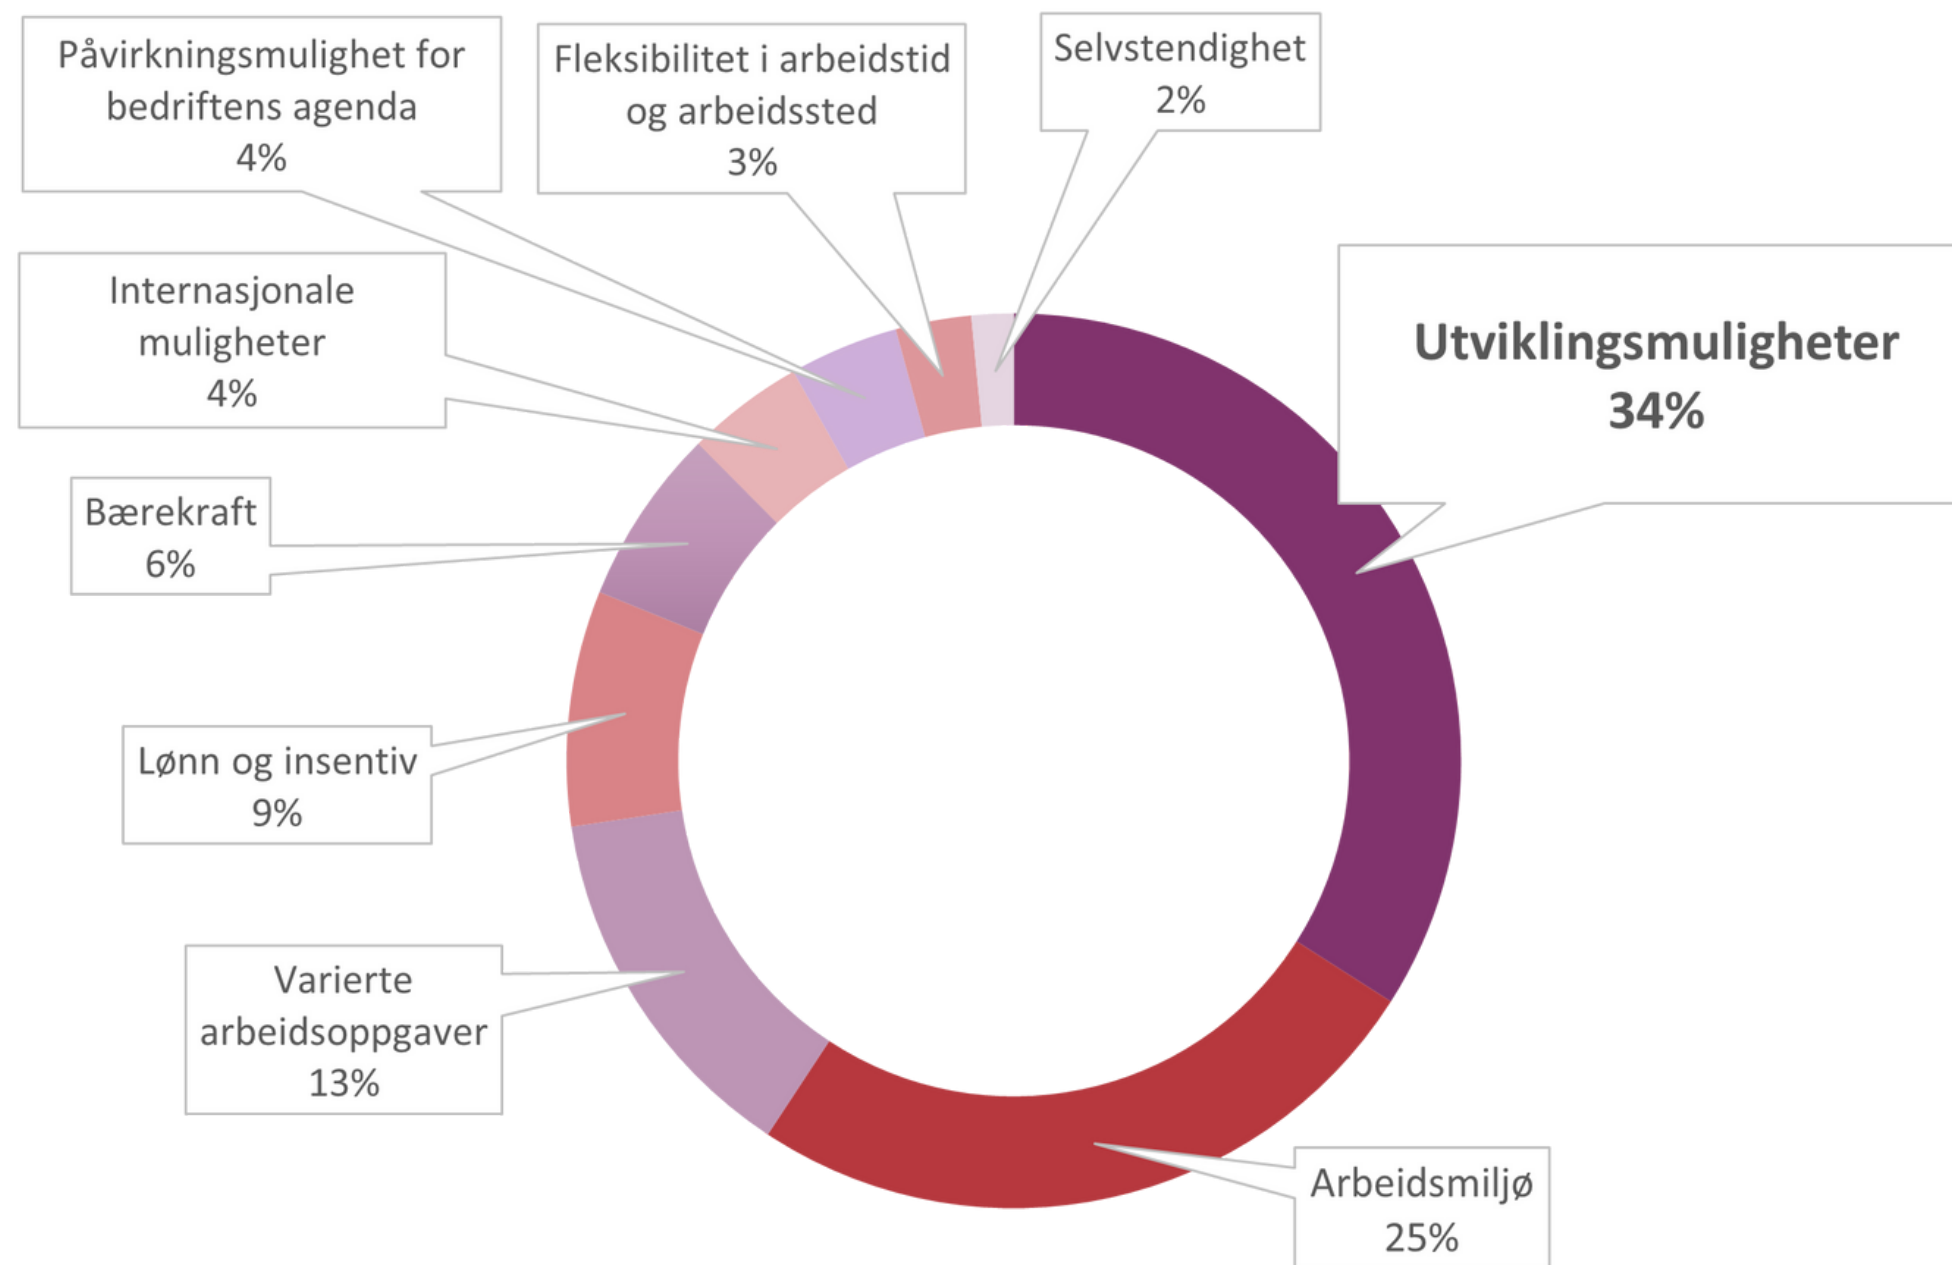 Påvirkningsmulighet for
bedriftens agenda
4%
Fleksibilitet i arbeidstid
og arbeidssted
3%
Selvstendighet
2%
Utviklingsmuligheter
34%
Internasjonale
muligheter
4%
Bærekraft
6%
Lønn og insentiv
9%
Varierte
arbeidsoppgaver
13%
Arbeidsmiljø
25%